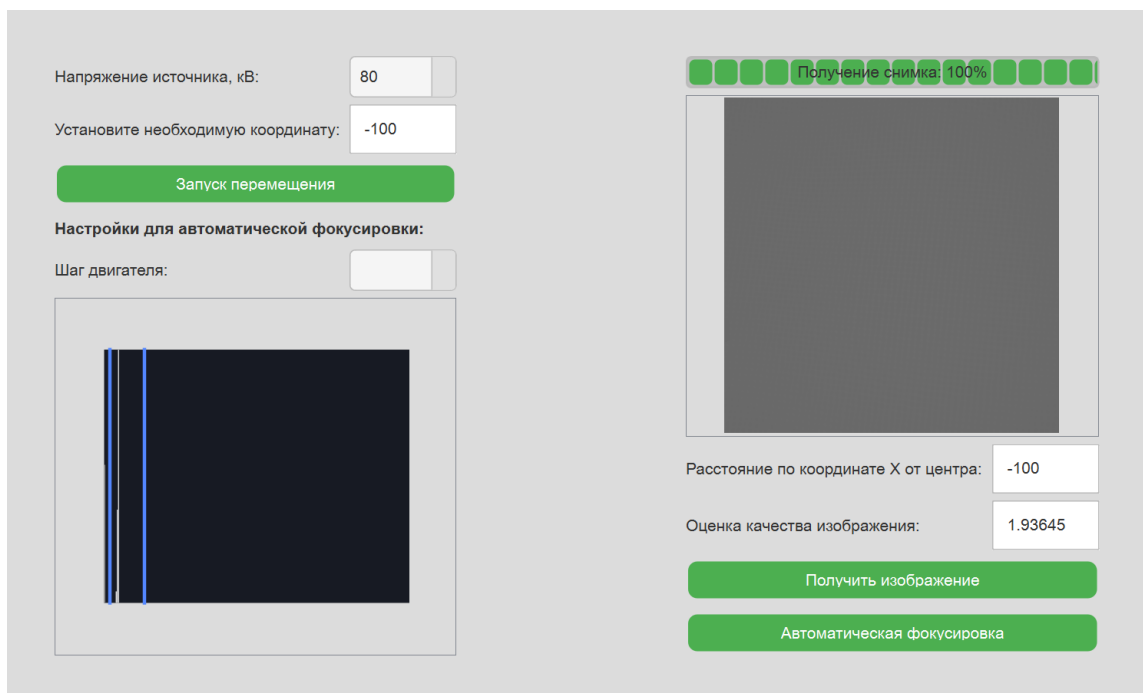 Напряжение источника, кВ:
80
Установите необходимую координату:
-100
Запуск перемещения
Настройки для автоматической фокусировки:
Шаг двигателя:
Получение снимка: 100%
Расстояние по координате X от центра:
-100
Оценка качества изображения:
1.93645
Получить изображение
Автоматическая фокусировка